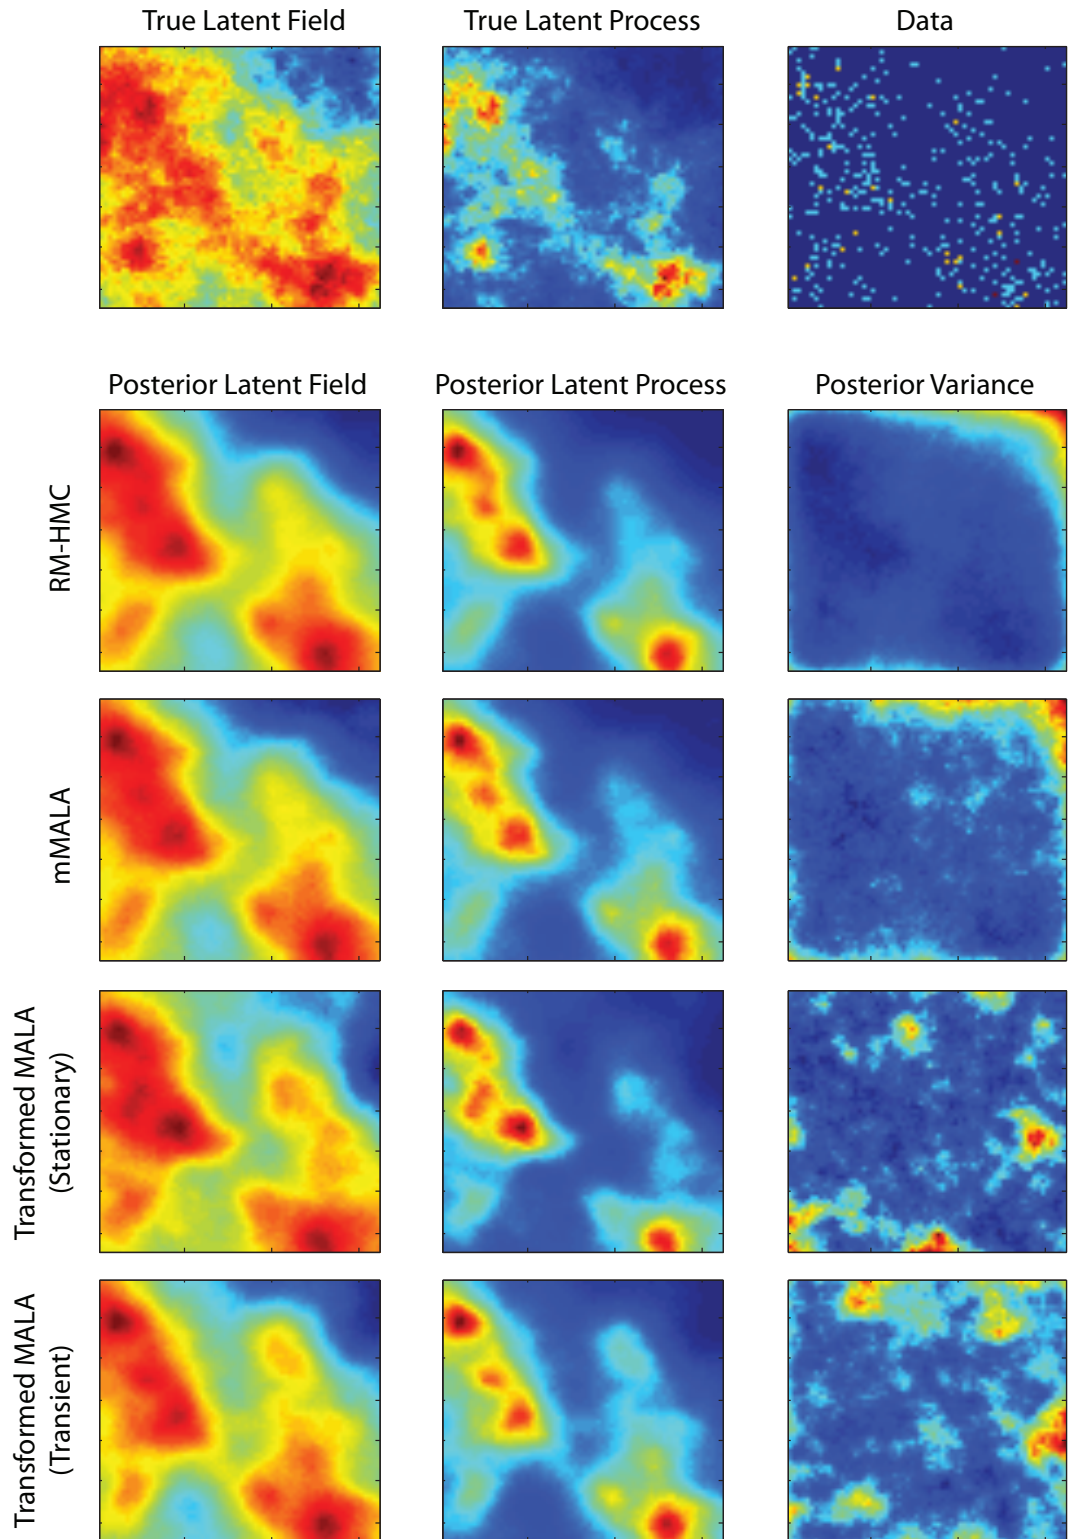 True Latent Field
True Latent Process
Data
Posterior Latent Field
Posterior Latent Process
Posterior Variance
RM-HMC
mMALA
Transformed MALA
(Stationary)
Transformed MALA
(Transient)